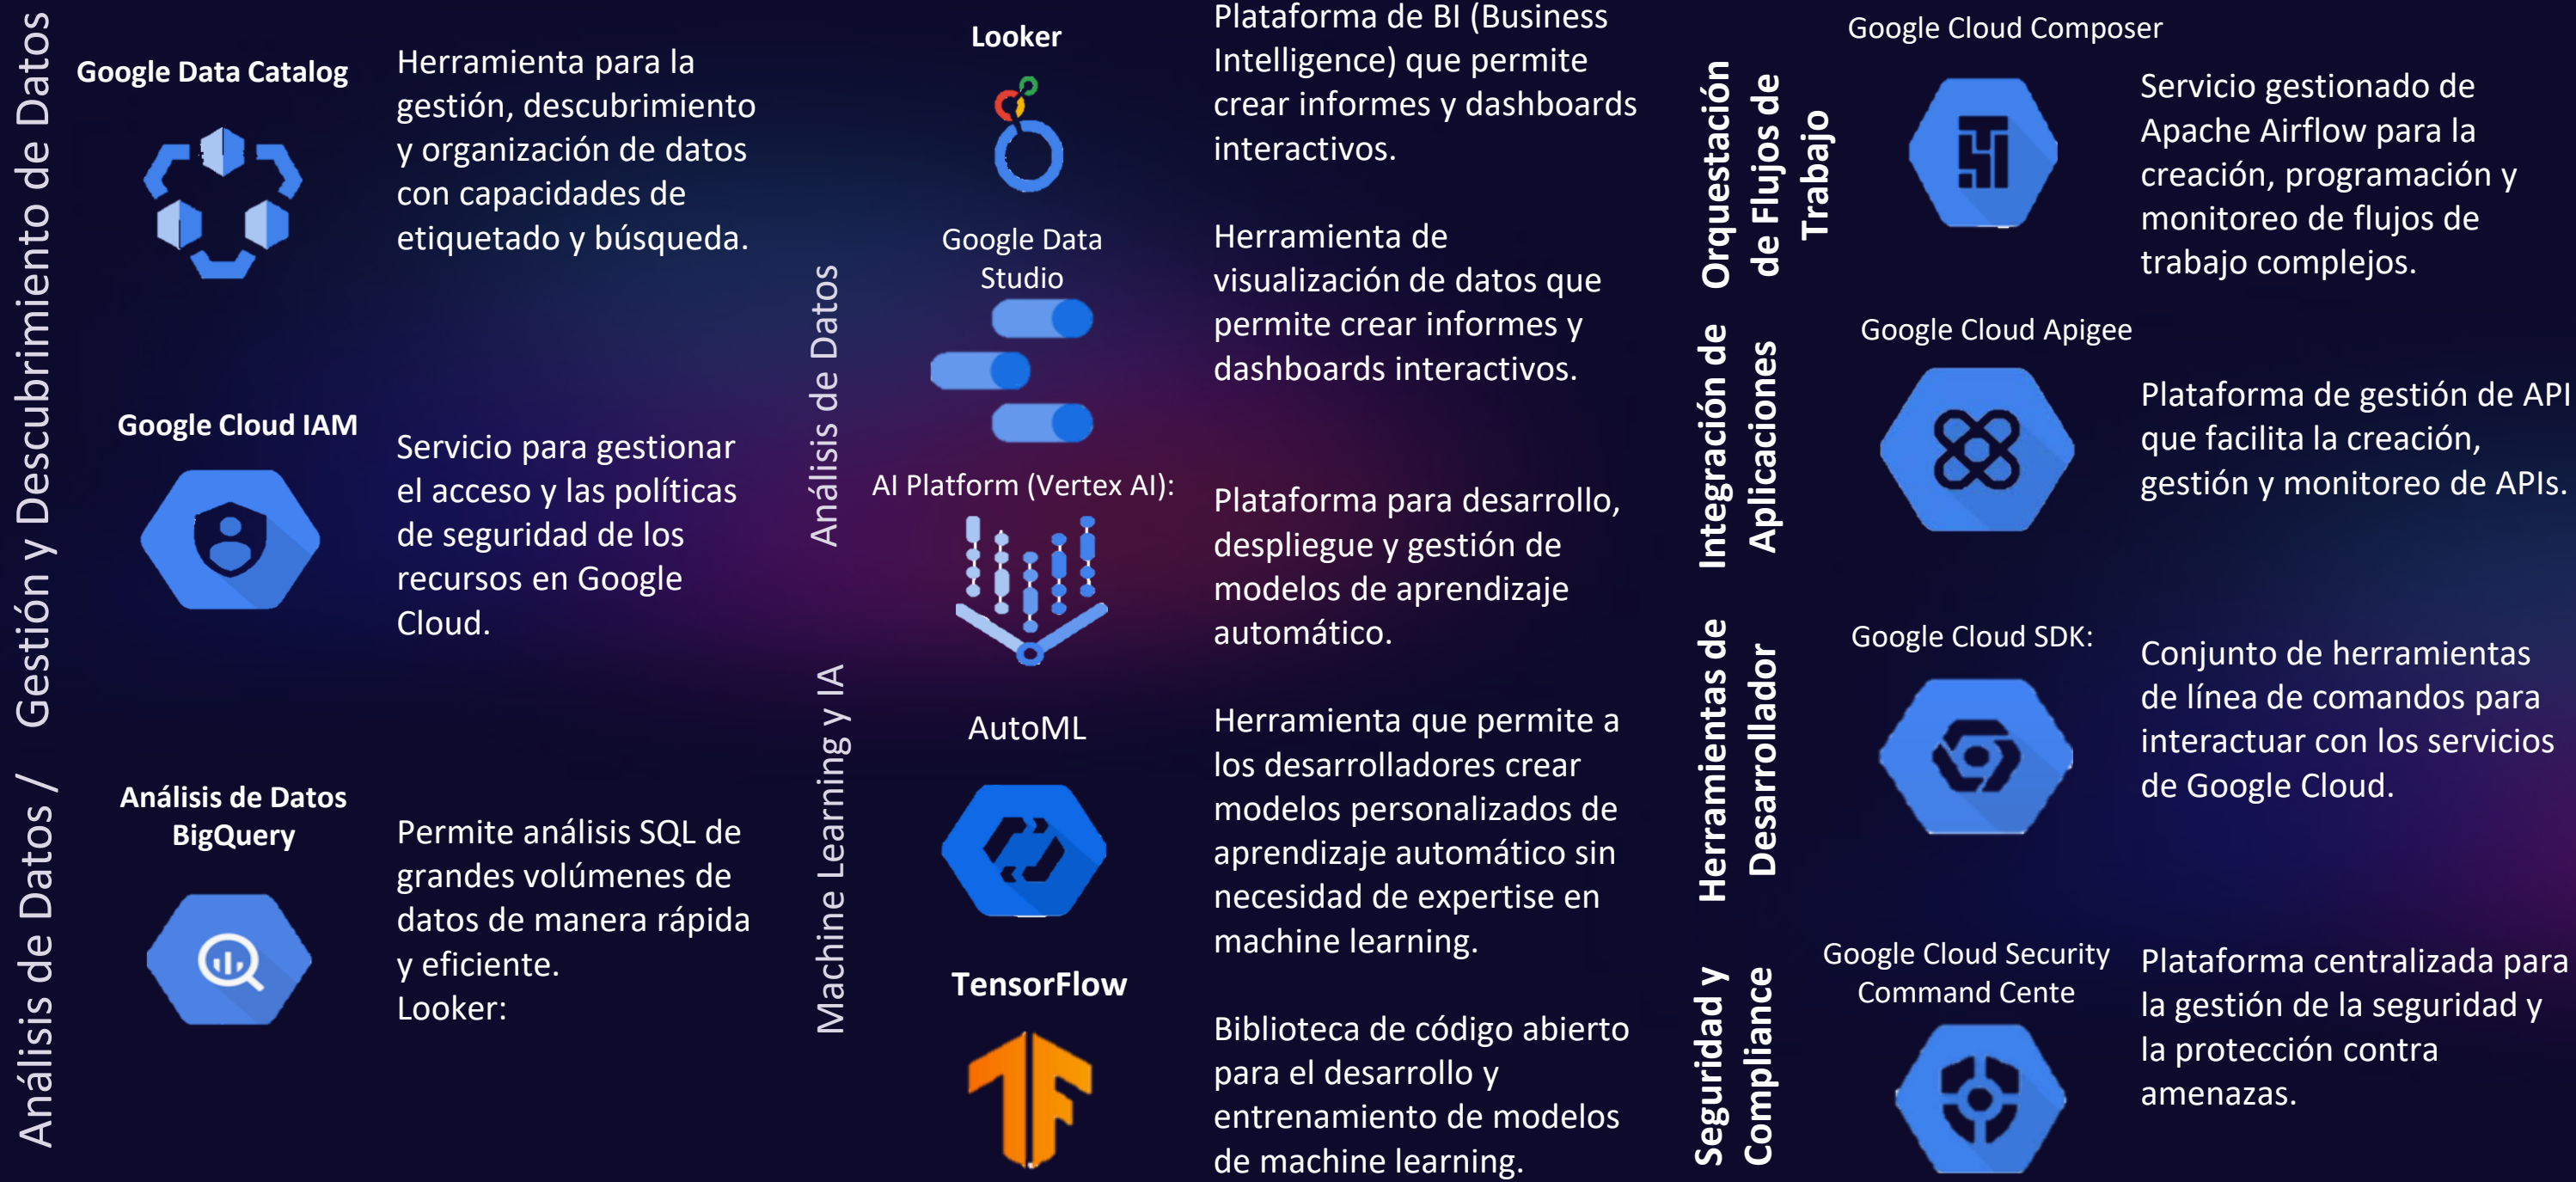 Análisis de Datos / Gestión y Descubrimiento de Datos
Google Data Catalog
Herramienta para la
gestión, descubrimiento
y organización de datos
con capacidades de
etiquetado y búsqueda.
Google Cloud IAM
Servicio para gestionar
el acceso y las políticas
de seguridad de los
recursos en Google
Cloud.
Análisis de Datos
BigQuery
Permite análisis SQL de
grandes volúmenes de
datos de manera rápida
y eficiente.
Looker:
Análisis de Datos
Looker
Plataforma de BI (Business
Intelligence) que permite
crear informes y dashboards
interactivos.
Google Data
Studio
Herramienta de
visualización de datos que
permite crear informes y
dashboards interactivos.
Machine Learning y IA
AI Platform (Vertex AI):
Plataforma para desarrollo,
despliegue y gestión de
modelos de aprendizaje
automático.
AutoML
Herramienta que permite a
los desarrolladores crear
modelos personalizados de
aprendizaje automático sin
necesidad de expertise en
machine learning.
TensorFlow
Biblioteca de código abierto
para el desarrollo y
entrenamiento de modelos
de machine learning.
Orquestación
de Flujos de
Trabajo
Google Cloud Composer
Servicio gestionado de
Apache Airflow para la
creación, programación y
monitoreo de flujos de
trabajo complejos.
Integración de
Aplicaciones
Google Cloud Apigee
Plataforma de gestión de API
que facilita la creación,
gestión y monitoreo de APIs.
Herramientas de
Desarrollador
Google Cloud SDK:
Conjunto de herramientas
de línea de comandos para
interactuar con los servicios
de Google Cloud.
Seguridad y
Compliance
Google Cloud Security
Command Cente
Plataforma centralizada para
la gestión de la seguridad y
la protección contra
amenazas.